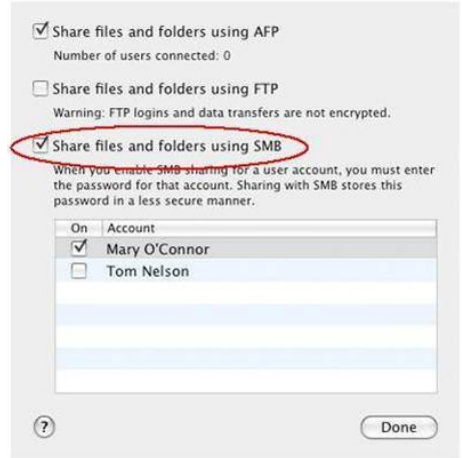 Share files and folders using AFP
Number of users connected: 0
Share files and folders using FTP
Warning: FTP logins and data transfers are not encrypted.
Share files and folders using SMB
When you enable SMB sharing for a user account, you must enter
the password for that account. Sharing with SMB stores this
password in a less secure manner.
On Account
Mary O'Connor
Tom Nelson
? Done